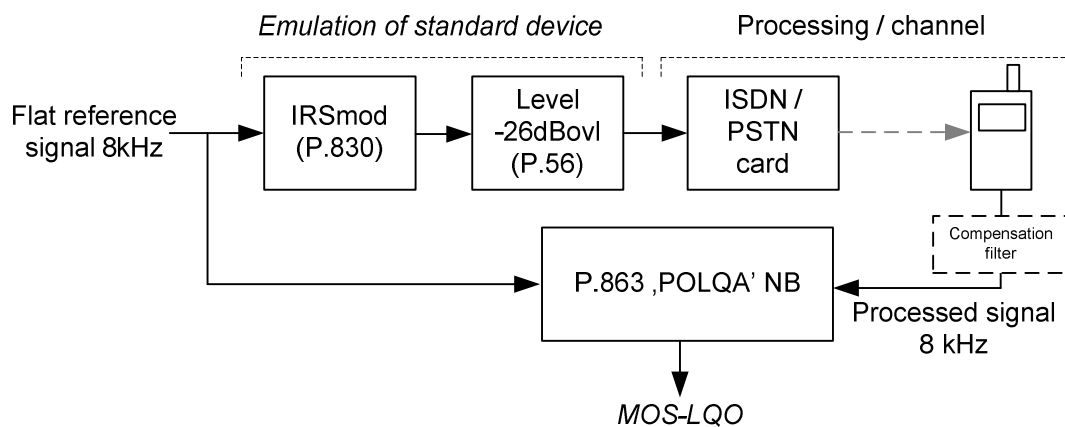 Emulation of standard device
Processing / channel
Flat reference
signal 8kHz
IRSmod
(P.830)
Level
-26dBovl
(P.56)
ISDN /
PSTN
card
Compensation
filter
P.863 ‚POLQA’ NB
Processed signal
8 kHz
MOS-LQO